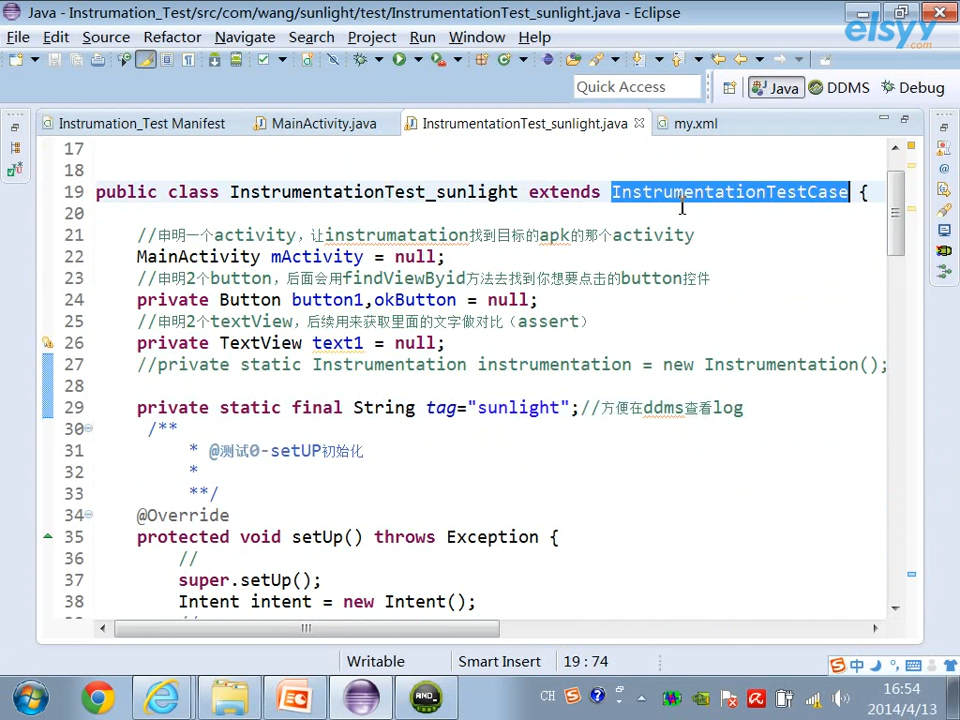 Java - Instrumation_Test/src/com/wang/sunlight/test/InstrumentationTest_sunlight.java - Eclipse
elsyy
.com
File Edit Source Refactor Navigate Search Project Run Window Help
Quick Access
Java
DDMS
Debug
Instrumation_Test Manifest
MainActivity.java
InstrumentationTest_sunlight.java
my.xml
17
18
19 public class InstrumentationTest_sunlight extends InstrumentationTestCase {
20
21 //申明一个activity，让instrumatation找到目标的apk的那个activity
22 MainActivity mActivity = null;
23 //申明2个button，后面会用findViewByid方法去找到你想要点击的button控件
24 private Button button1,okButton = null;
25 //申明2个textView，后续用来获取里面的文字做对比（assert）
26 private TextView text1 = null;
27 //private static Instrumentation instrumentation = new Instrumentation();
28
29 private static final String tag="sunlight";//方便在ddms查看log
30 /**
31 * @测试0-setUP初始化
32 *
33 **/
34 @Override
35 protected void setUp() throws Exception {
36 //
37 super.setUp();
38 Intent intent = new Intent();
Writable
Smart Insert
19 : 74
中
CH
16:54
2014/4/13